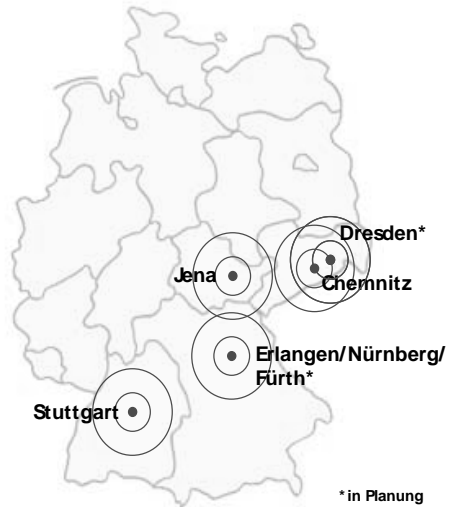 Dresden*
Jena
Chemnitz
Erlangen/Nürnberg/
Fürth*
Stuttgart
* in Planung